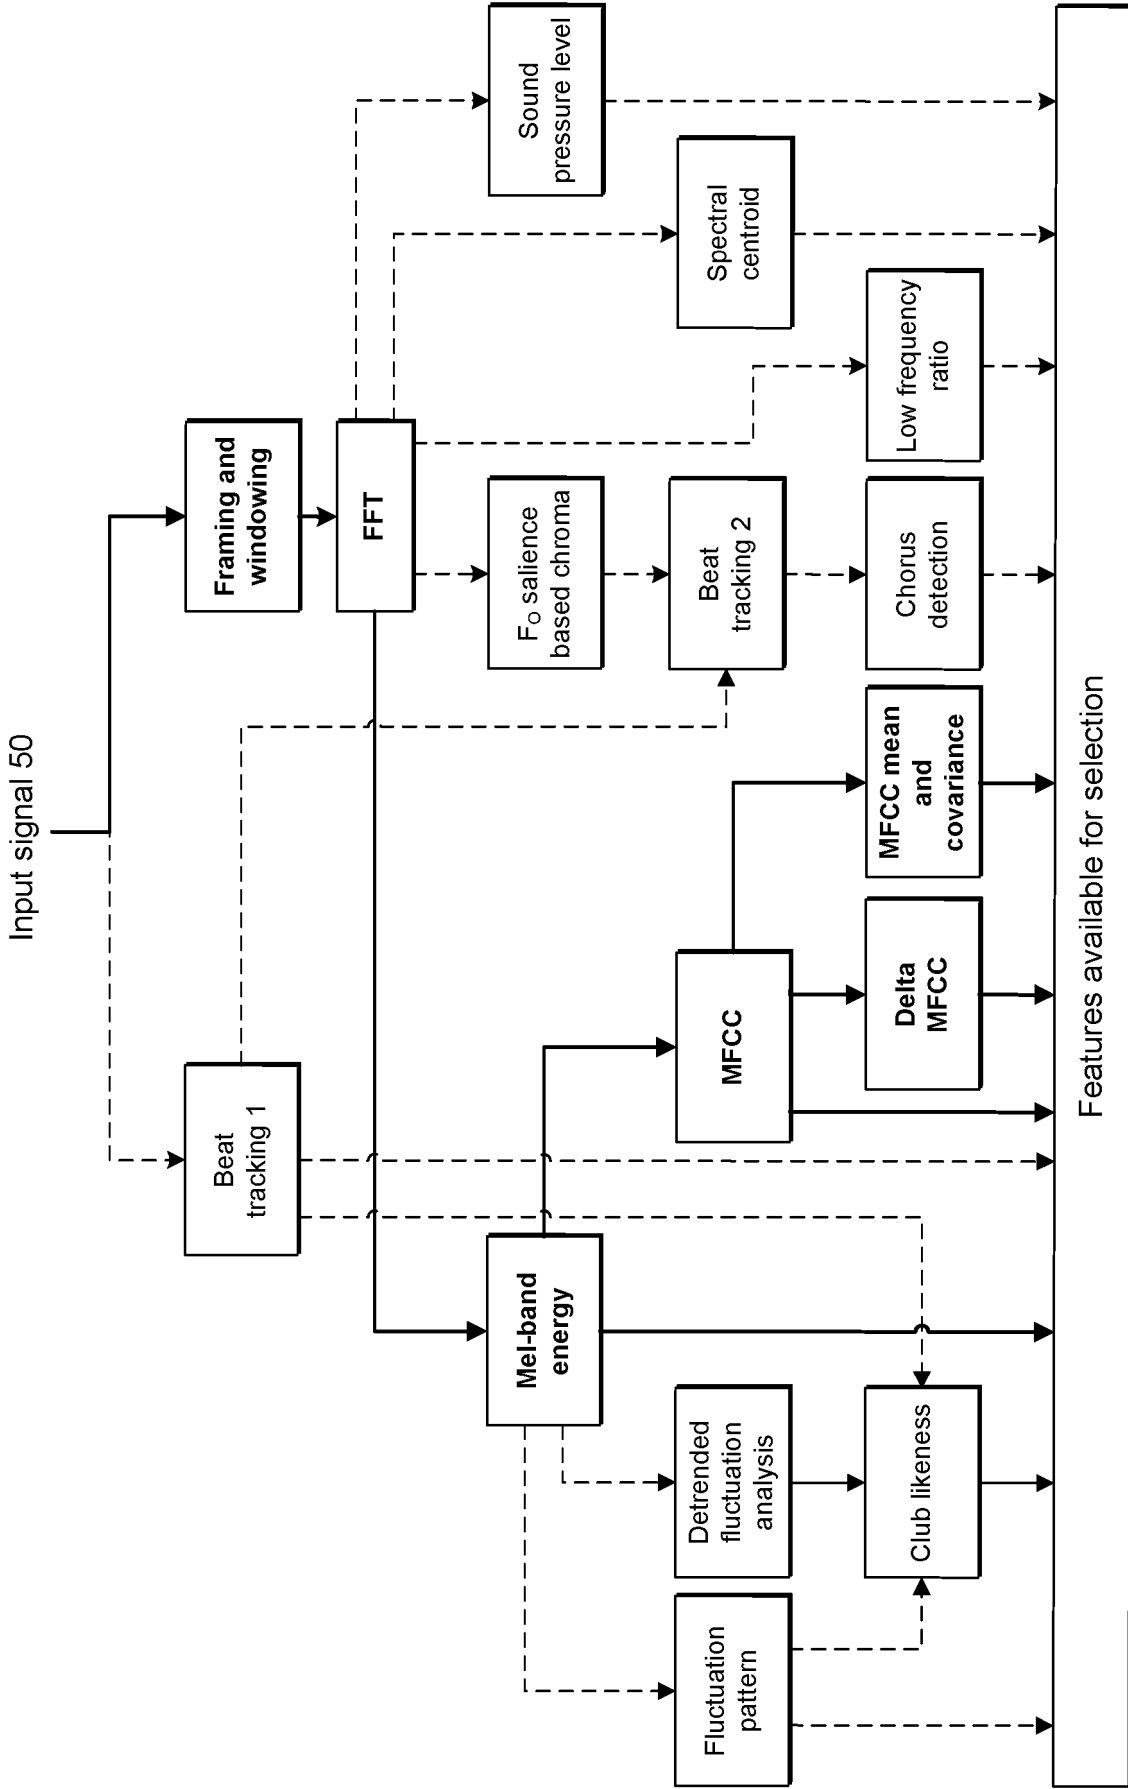 Input signal 50
Beat
tracking 1
Framing and
windowing
FFT
Mel-band
energy
F0 salience
based chroma
Sound
pressure level
Fluctuation
pattern
Detrended
fluctuation
analysis
MFCC
Beat
tracking 2
Spectral
centroid
Club likeness
Delta
MFCC
MFCC mean
and
covariance
Chorus
detection
Low frequency
ratio
Features available for selection